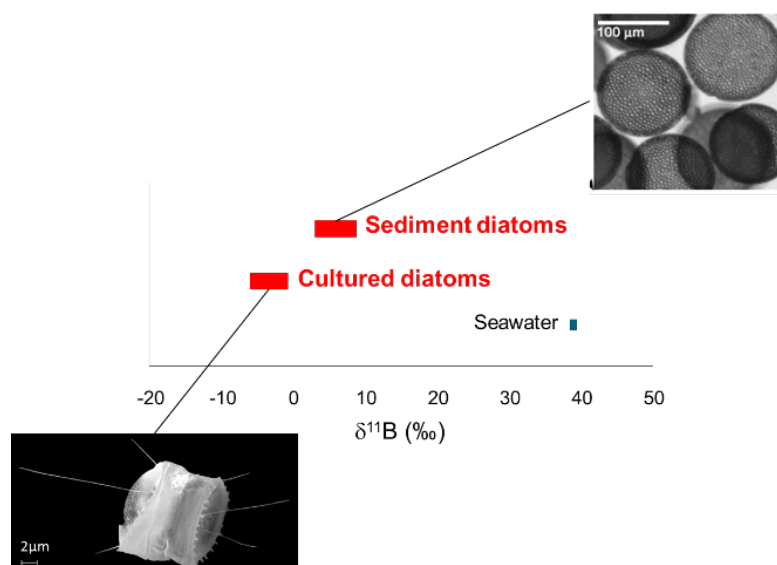 100 µm
Sediment diatoms
Cultured diatoms
Seawater
-20 -10 0 10 20 30 40 50
δ¹¹B (‰)
2µm